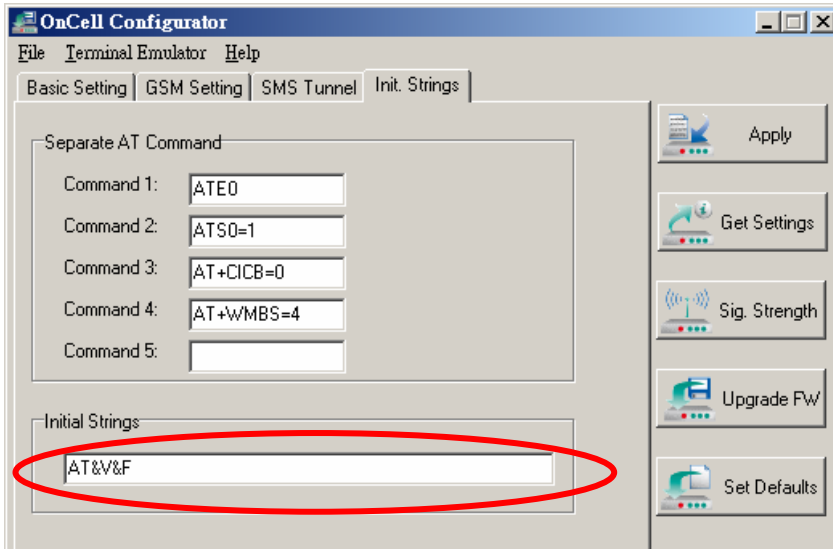 OnCell Configurator
File Terminal Emulator Help
Basic Setting GSM Setting SMS Tunnel Init. Strings
Separate AT Command
Command 1: ATE0
Command 2: ATS0=1
Command 3: AT+CICB=0
Command 4: AT+WMBS=4
Command 5:
Initial Strings
AT&V&F
Apply
Get Settings
Sig. Strength
Upgrade FW
Set Defaults